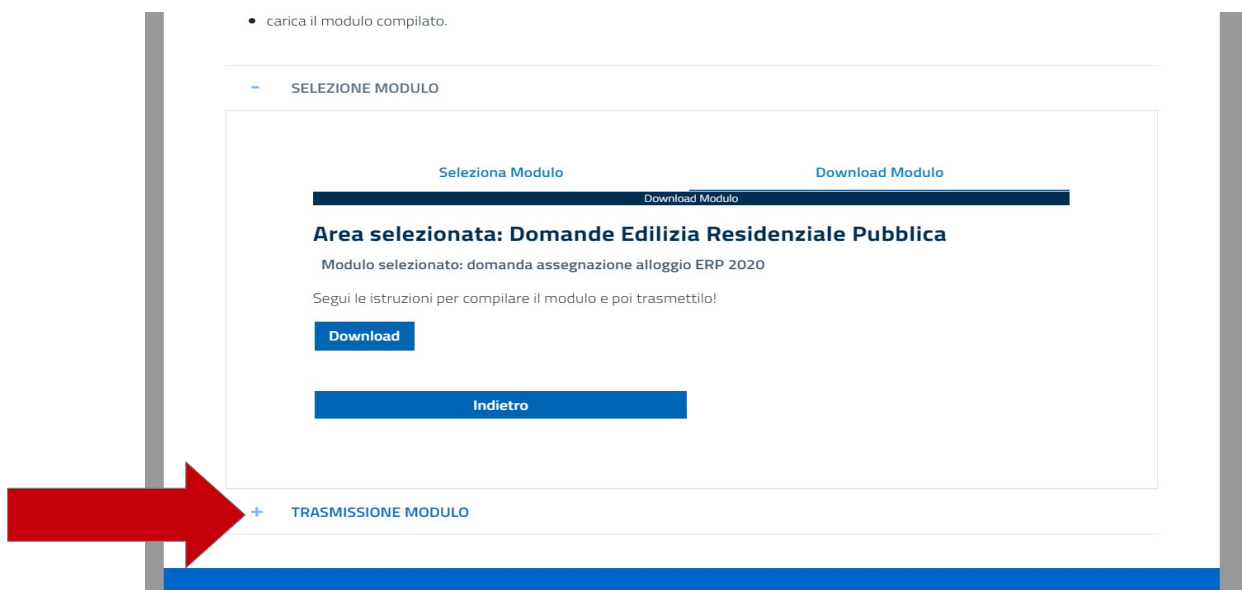 • carica il modulo compilato.
- SELEZIONE MODULO
Seleziona Modulo Download Modulo
Download Modulo
Area selezionata: Domande Edilizia Residenziale Pubblica
Modulo selezionato: domanda assegnazione alloggio ERP 2020
Segui le istruzioni per compilare il modulo e poi trasmettilo!
Download
Indietro
+ TRASMISSIONE MODULO